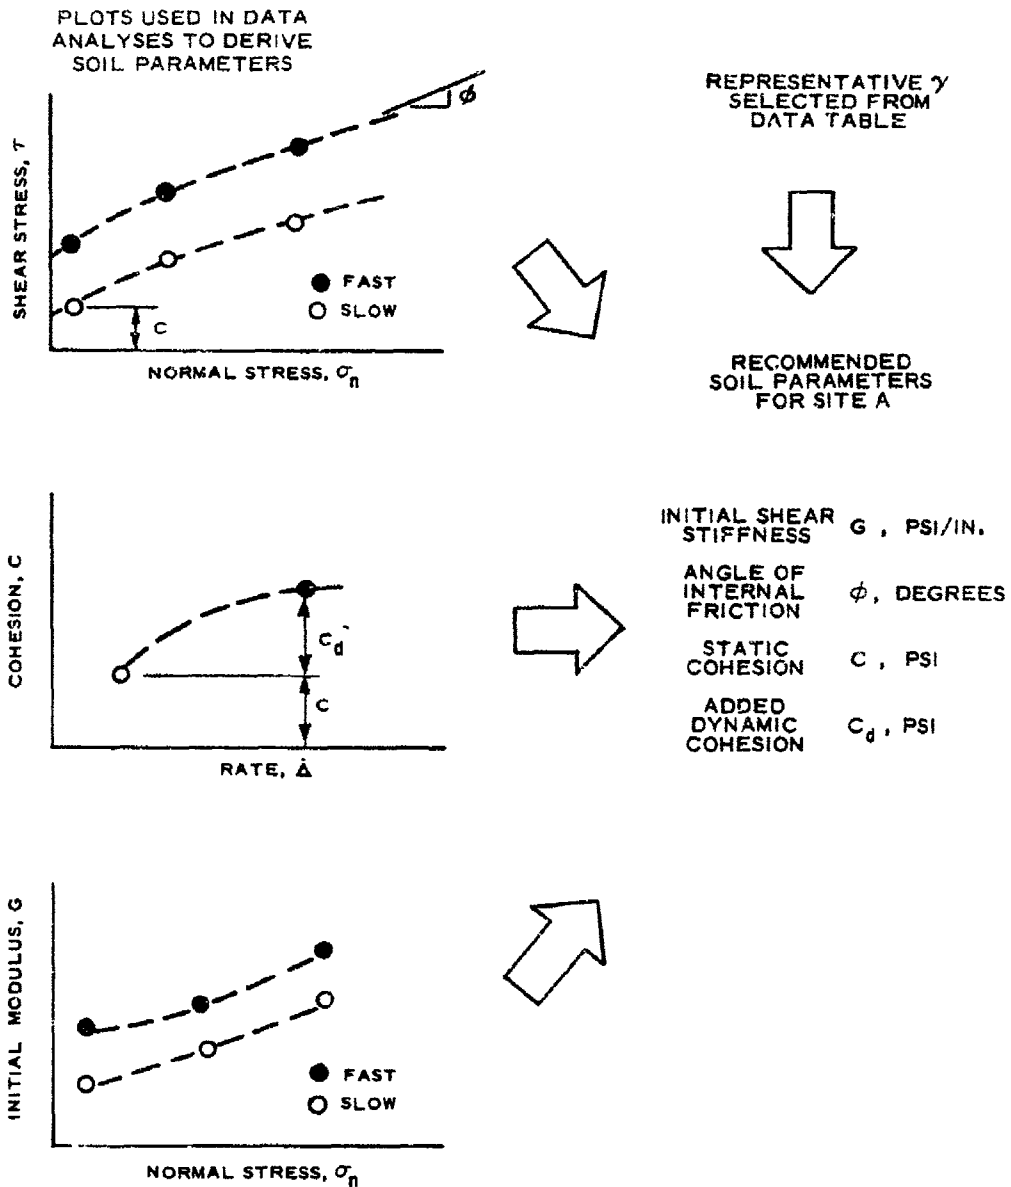 PLOTS USED IN DATA
ANALYSES TO DERIVE
SOIL PARAMETERS
SHEAR STRESS, τ
ϕ
FAST
SLOW
C
NORMAL STRESS, σn
REPRESENTATIVE γ
SELECTED FROM
DATA TABLE
RECOMMENDED
SOIL PARAMETERS
FOR SITE A
COHESION, C
Cd
C
RATE, Δ̇
INITIAL SHEAR
STIFFNESS G , PSI/IN.
ANGLE OF
INTERNAL
FRICTION ϕ, DEGREES
STATIC
COHESION C , PSI
ADDED
DYNAMIC
COHESION Cd , PSI
INITIAL MODULUS, G
FAST
SLOW
NORMAL STRESS, σn